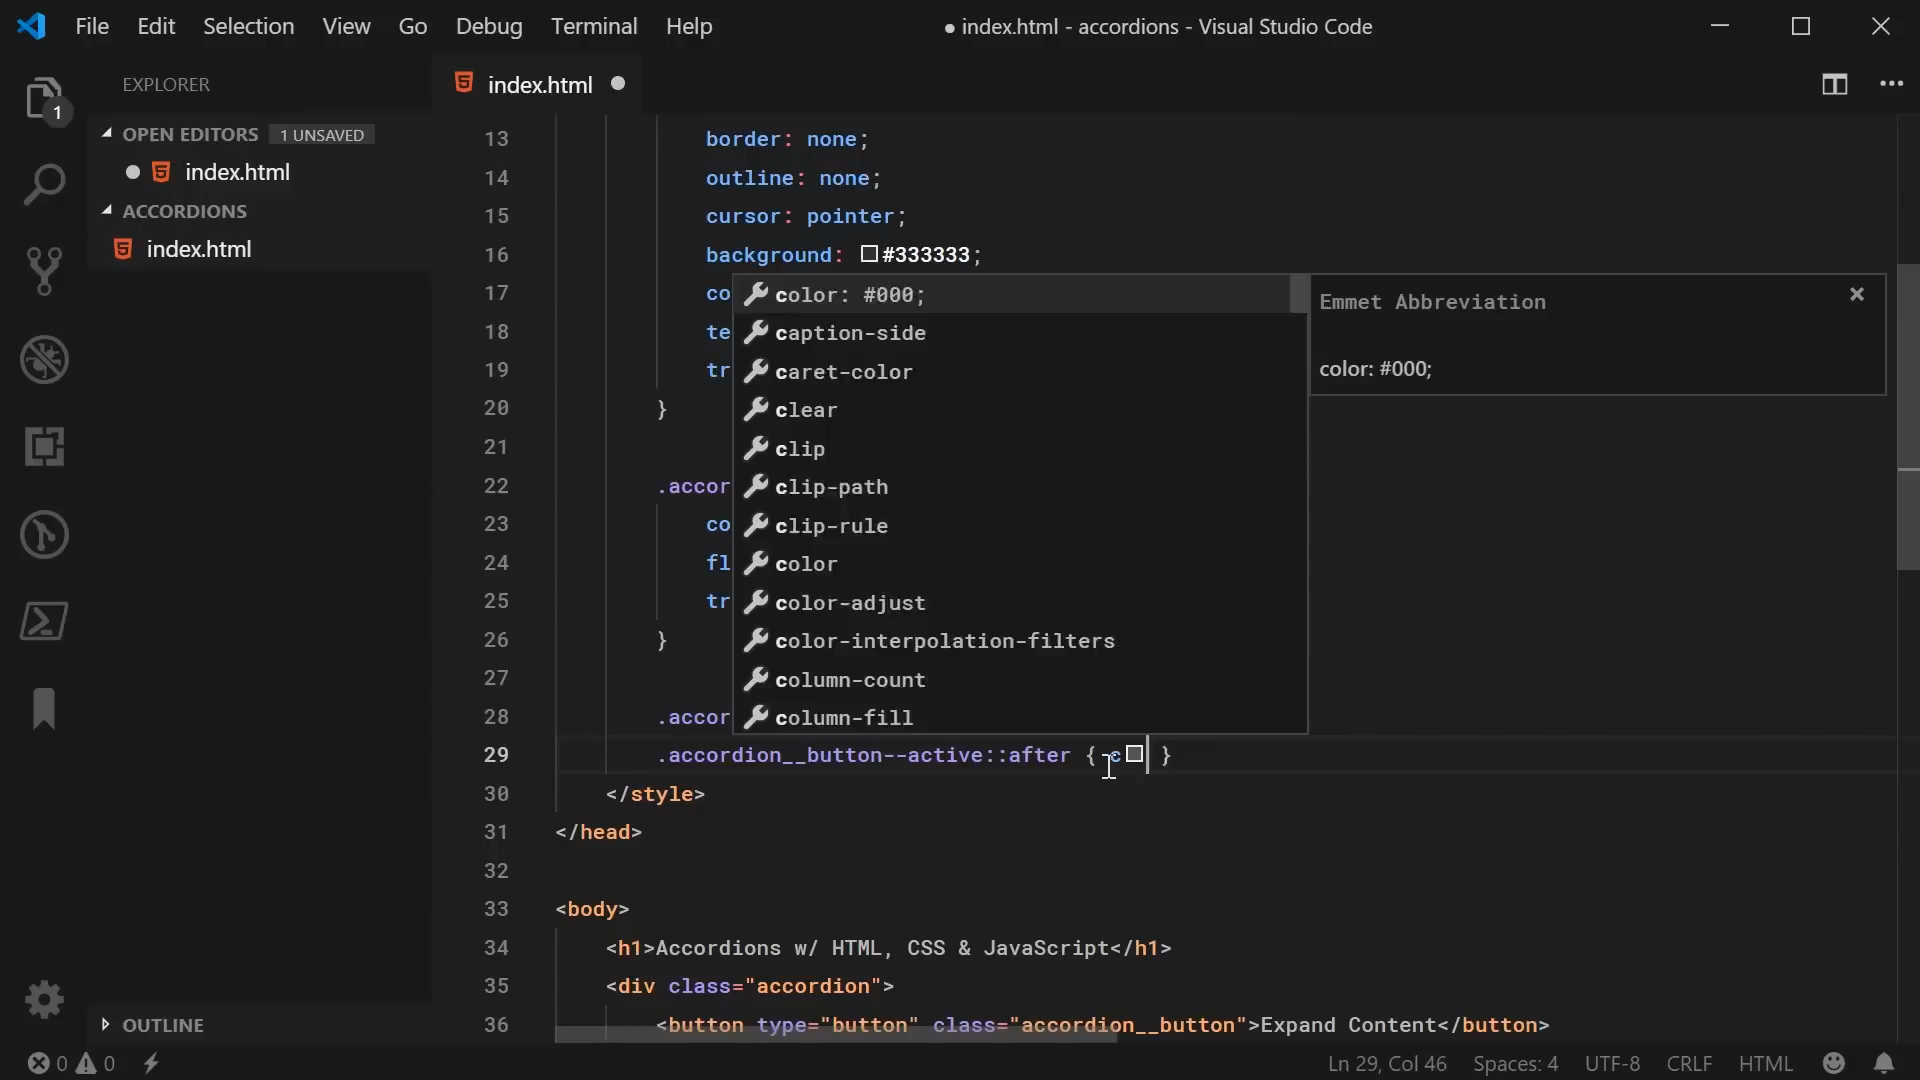 File Edit Selection View Go Debug Terminal Help
● index.html - accordions - Visual Studio Code
1
EXPLORER
OPEN EDITORS 1 UNSAVED
index.html
ACCORDIONS
index.html
OUTLINE
index.html
13 border: none;
14 outline: none;
15 cursor: pointer;
16 background: #333333;
17 co
18 te
19 tr
20 }
21
22 .accor
23 co
24 fl
25 tr
26 }
27
28 .accor
29 .accordion__button--active::after { c }
30 </style>
31 </head>
32
33 <body>
34 <h1>Accordions w/ HTML, CSS & JavaScript</h1>
35 <div class="accordion">
36 <button type="button" class="accordion__button">Expand Content</button>
color: #000;
caption-side
caret-color
clear
clip
clip-path
clip-rule
color
color-adjust
color-interpolation-filters
column-count
column-fill
Emmet Abbreviation
color: #000;
0 0
Ln 29, Col 46 Spaces: 4 UTF-8 CRLF HTML